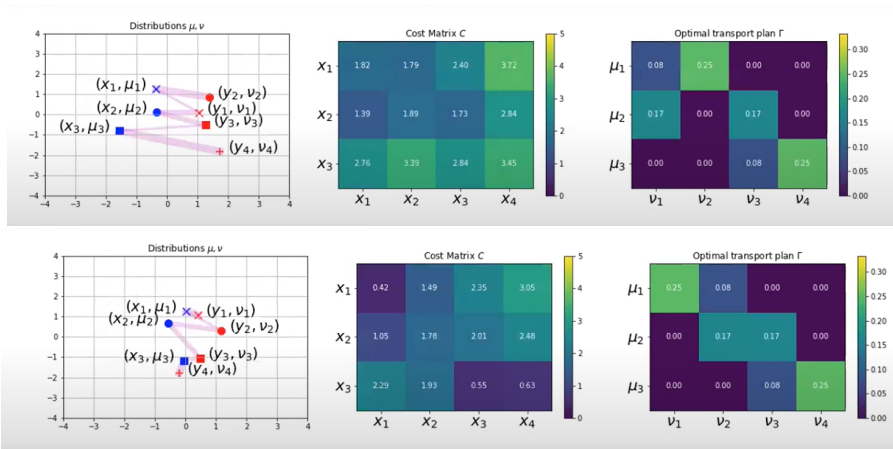 Distributions μ, ν
4
3
2
1
0
−1
−2
−3
−4
−4 −3 −2 −1 0 1 2 3 4
(x₁, μ₁)
(y₂, ν₂)
(x₂, μ₂)
(y₁, ν₁)
(x₃, μ₃)
(y₃, ν₃)
(y₄, ν₄)
Cost Matrix C
x₁ 1.82 1.79 2.40 3.72
x₂ 1.39 1.89 1.73 2.84
x₃ 2.76 3.39 2.84 3.45
x₁ x₂ x₃ x₄
5
4
3
2
1
0
Optimal transport plan Γ
μ₁ 0.08 0.25 0.00 0.00
μ₂ 0.17 0.00 0.17 0.00
μ₃ 0.00 0.00 0.08 0.25
ν₁ ν₂ ν₃ ν₄
0.30
0.25
0.20
0.15
0.10
0.05
0.00
Distributions μ, ν
4
3
2
1
0
−1
−2
−3
−4
−4 −3 −2 −1 0 1 2 3 4
(x₁, μ₁)
(y₁, ν₁)
(x₂, μ₂)
(y₂, ν₂)
(x₃, μ₃)
(y₃, ν₃)
(y₄, ν₄)
Cost Matrix C
x₁ 0.42 1.49 2.35 3.05
x₂ 1.05 1.78 2.01 2.48
x₃ 2.29 1.93 0.55 0.63
x₁ x₂ x₃ x₄
5
4
3
2
1
0
Optimal transport plan Γ
μ₁ 0.25 0.08 0.00 0.00
μ₂ 0.00 0.17 0.17 0.00
μ₃ 0.00 0.00 0.08 0.25
ν₁ ν₂ ν₃ ν₄
0.30
0.25
0.20
0.15
0.10
0.05
0.00